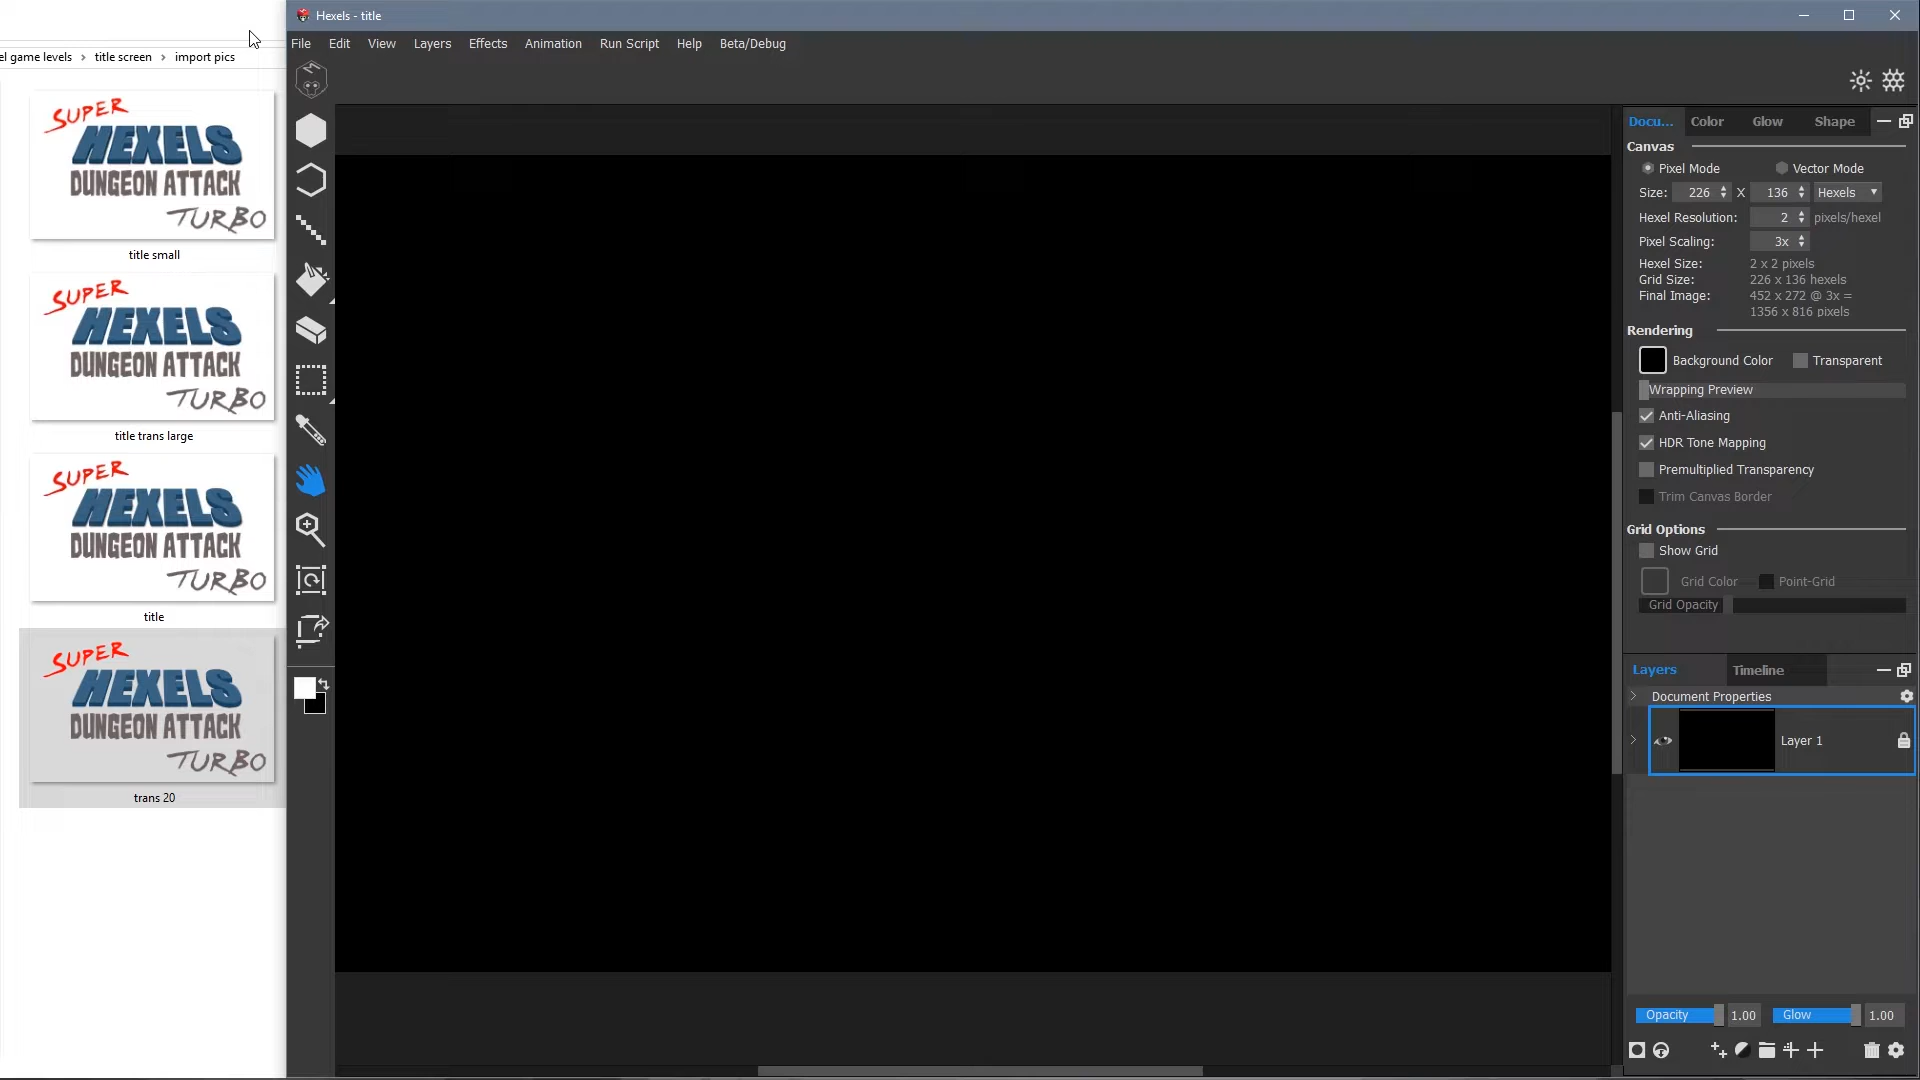 Hexels - title
File Edit View Layers Effects Animation Run Script Help Beta/Debug
el game levels > title screen > import pics
SUPER
HEXELS
DUNGEON ATTACK
TURBO
title small
SUPER
HEXELS
DUNGEON ATTACK
TURBO
title trans large
SUPER
HEXELS
DUNGEON ATTACK
TURBO
title
SUPER
HEXELS
DUNGEON ATTACK
TURBO
trans 20
Docu... Color Glow Shape
Canvas
Pixel Mode Vector Mode
Size: 226 X 136 Hexels
Hexel Resolution: 2 pixels/hexel
Pixel Scaling: 3x
Hexel Size: 2 x 2 pixels
Grid Size: 226 x 136 hexels
Final Image: 452 x 272 @ 3x =
1356 x 816 pixels
Rendering
Background Color Transparent
Wrapping Preview
Anti-Aliasing
HDR Tone Mapping
Premultiplied Transparency
Trim Canvas Border
Grid Options
Show Grid
Grid Color Point-Grid
Grid Opacity
Layers Timeline
Document Properties
Layer 1
Opacity 1.00 Glow 1.00